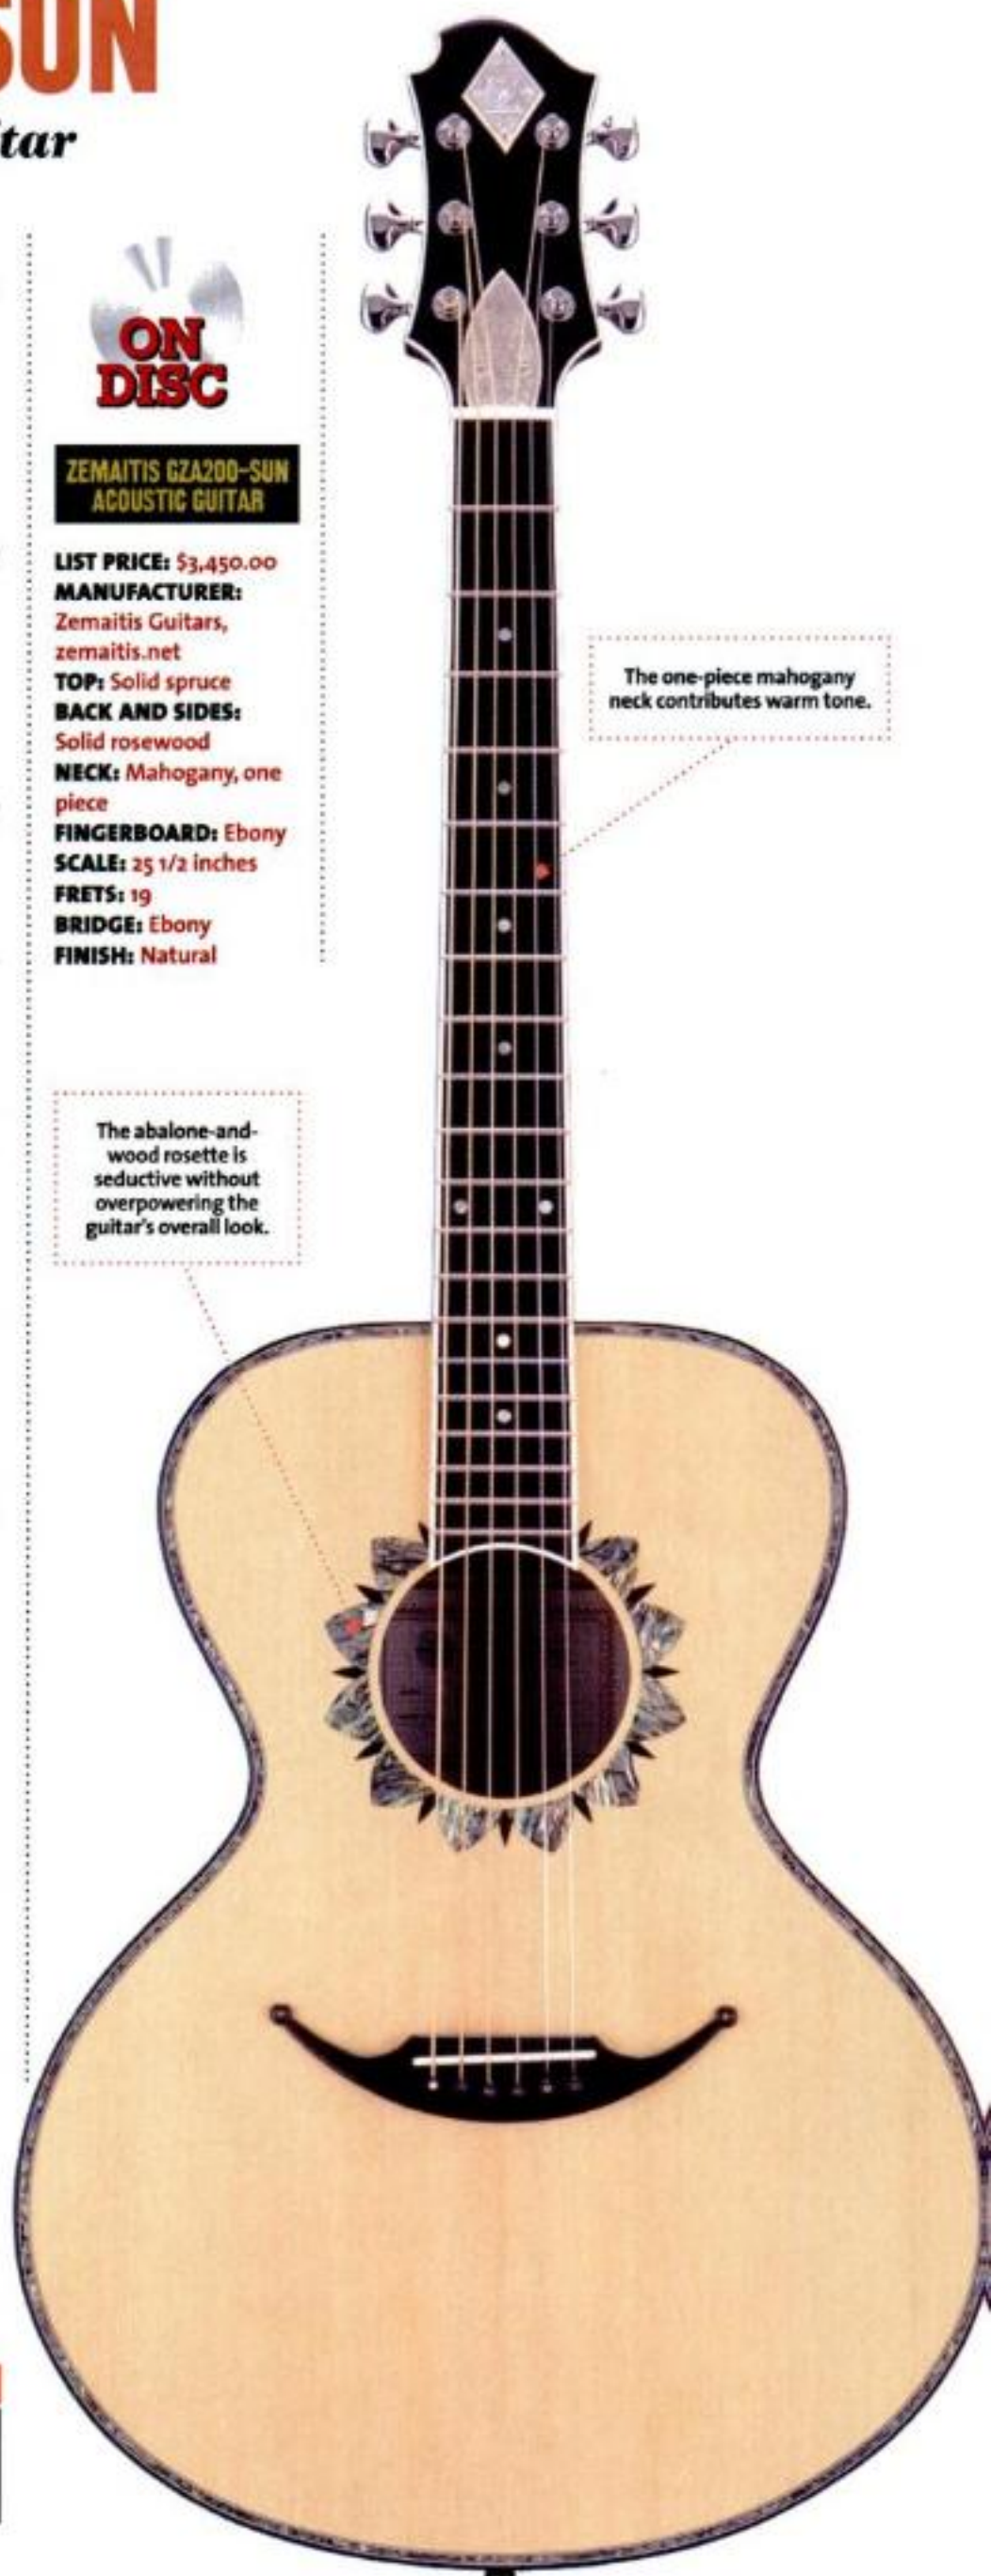 SUN
tar
ON
DISC
ZEMAITIS GZA200-SUN
ACOUSTIC GUITAR
LIST PRICE: $3,450.00
MANUFACTURER:
Zemaitis Guitars,
zemaitis.net
TOP: Solid spruce
BACK AND SIDES:
Solid rosewood
NECK: Mahogany, one
piece
FINGERBOARD: Ebony
SCALE: 25 1/2 inches
FRETS: 19
BRIDGE: Ebony
FINISH: Natural
The one-piece mahogany
neck contributes warm tone.
The abalone-and-
wood rosette is
seductive without
overpowering the
guitar's overall look.